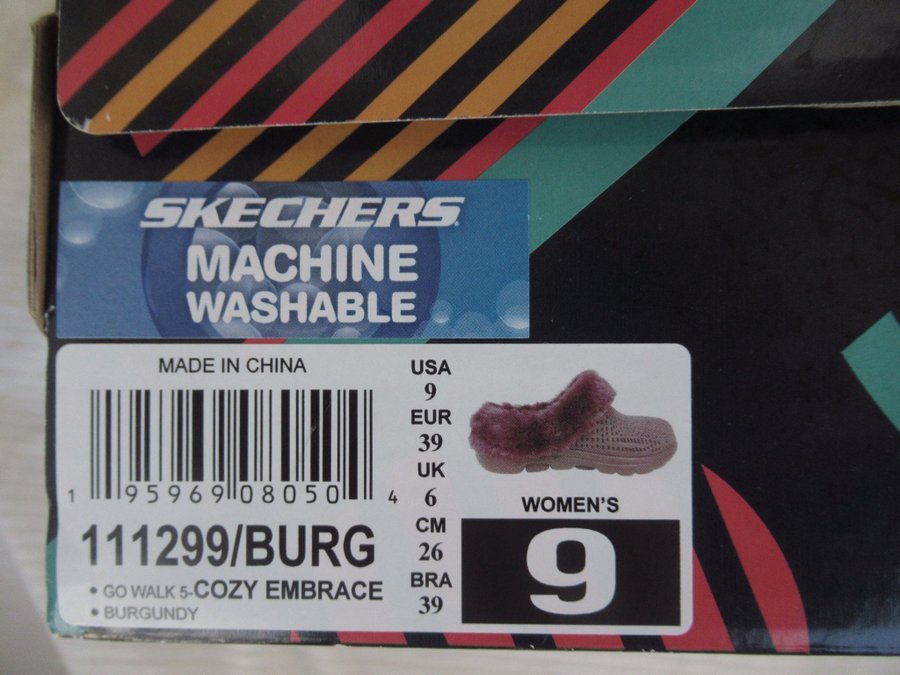 SKECHERS
MACHINE
WASHABLE
MADE IN CHINA
1 95969 08050 4
111299/BURG
• GO WALK 5-COZY EMBRACE
• BURGUNDY
USA
9
EUR
39
UK
6
CM
26
BRA
39
WOMEN'S
9